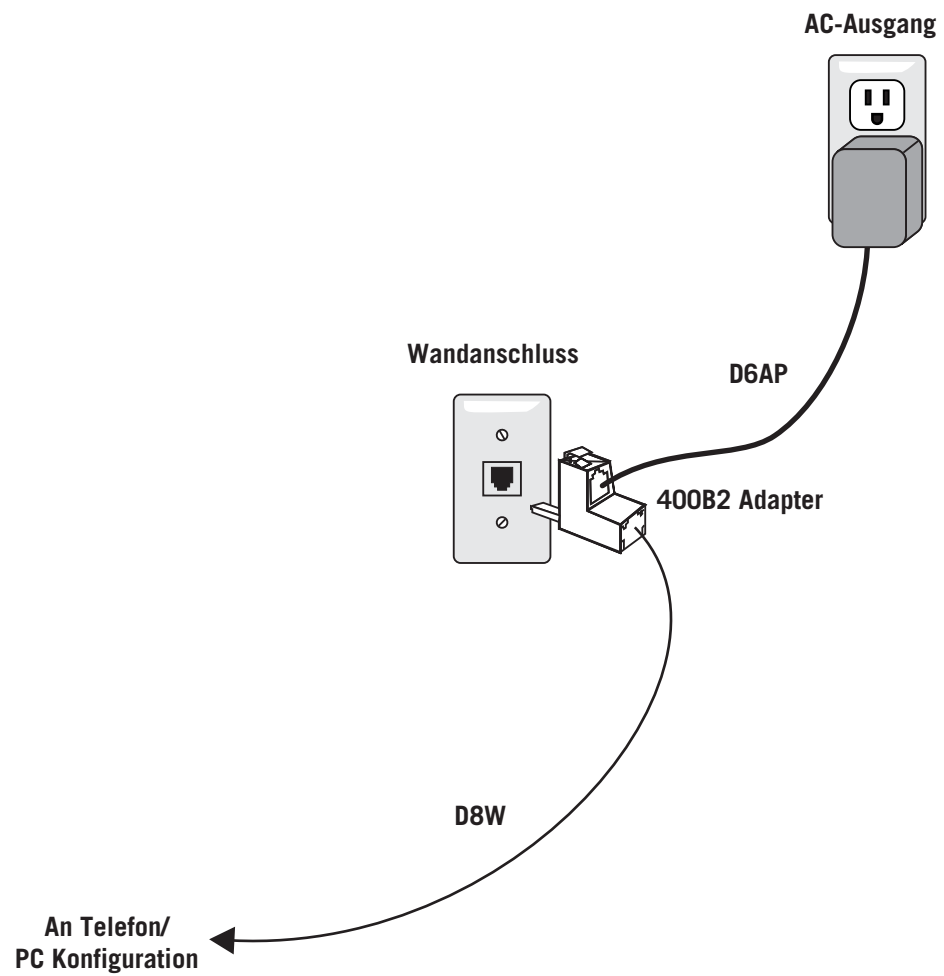 AC-Ausgang
Wandanschluss
D6AP
400B2 Adapter
D8W
An Telefon/
PC Konfiguration